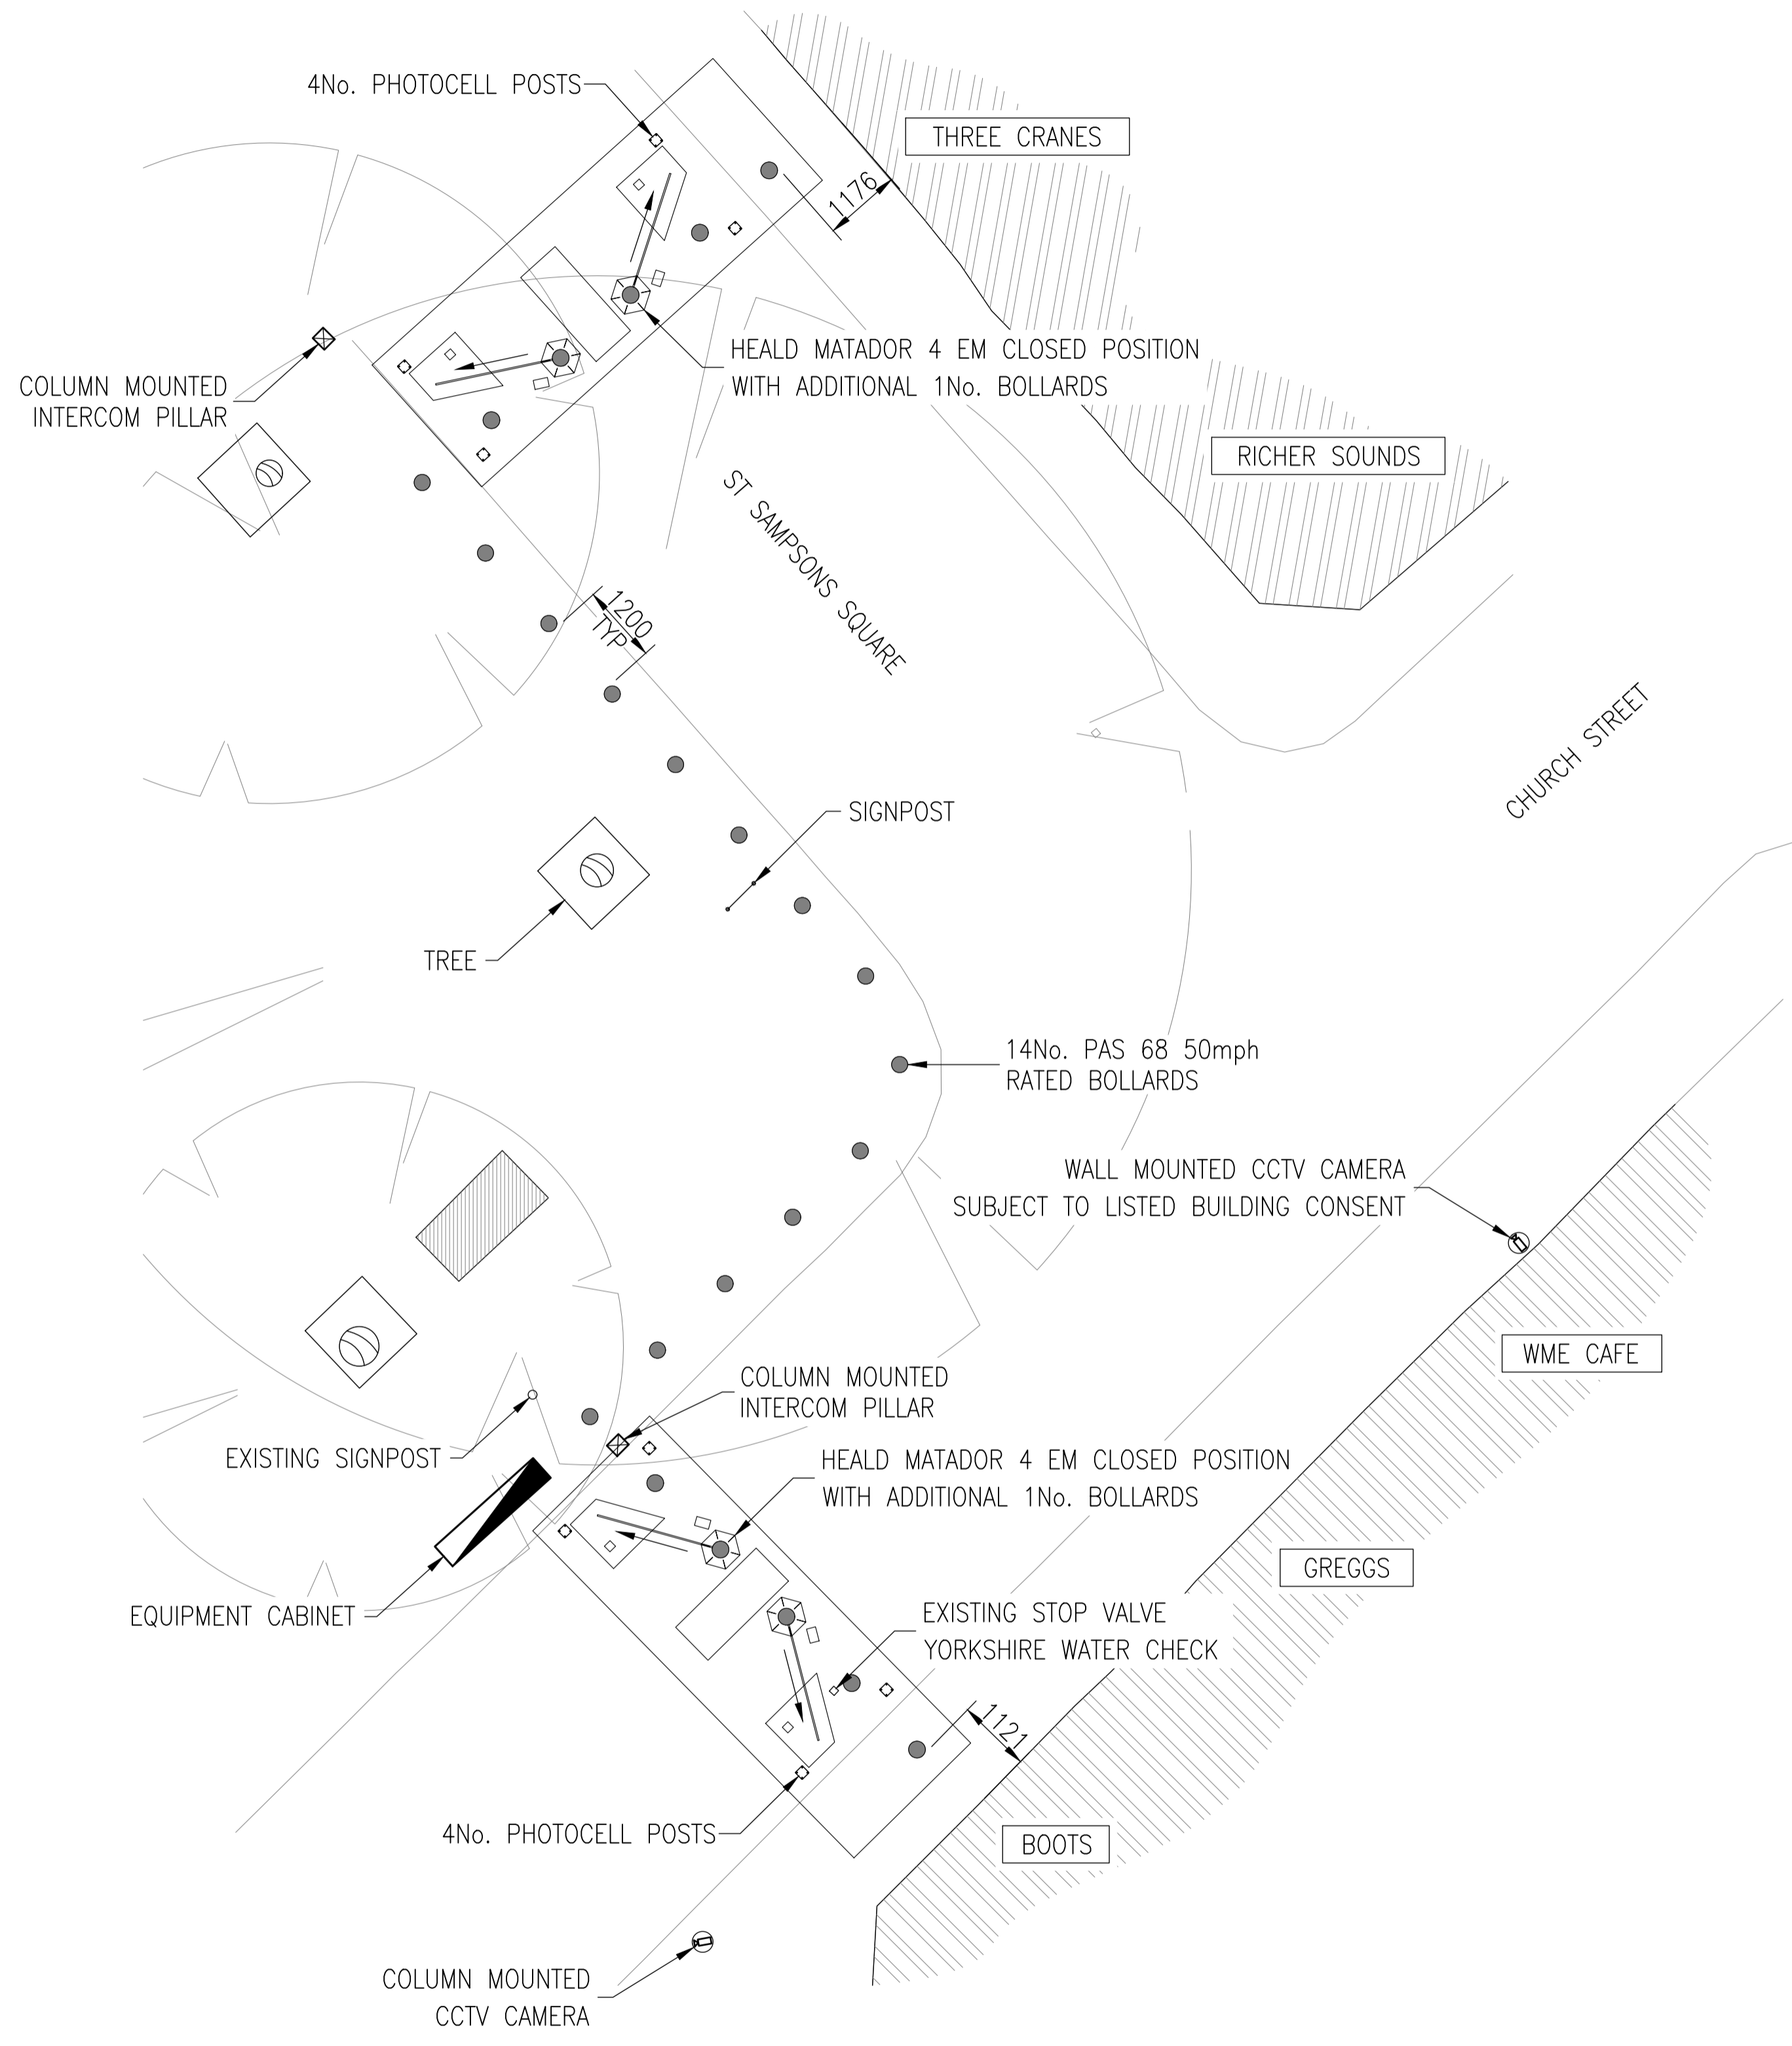 4No. PHOTOCELL POSTS
THREE CRANES
1176
HEALD MATADOR 4 EM CLOSED POSITION
WITH ADDITIONAL 1No. BOLLARDS
COLUMN MOUNTED
INTERCOM PILLAR
RICHER SOUNDS
ST SAMPSONS SQUARE
1200
TYP
CHURCH STREET
SIGNPOST
TREE
14No. PAS 68 50mph
RATED BOLLARDS
WALL MOUNTED CCTV CAMERA
SUBJECT TO LISTED BUILDING CONSENT
WME CAFE
COLUMN MOUNTED
INTERCOM PILLAR
EXISTING SIGNPOST
HEALD MATADOR 4 EM CLOSED POSITION
WITH ADDITIONAL 1No. BOLLARDS
GREGGS
EQUIPMENT CABINET
EXISTING STOP VALVE
YORKSHIRE WATER CHECK
1121
4No. PHOTOCELL POSTS
BOOTS
COLUMN MOUNTED
CCTV CAMERA